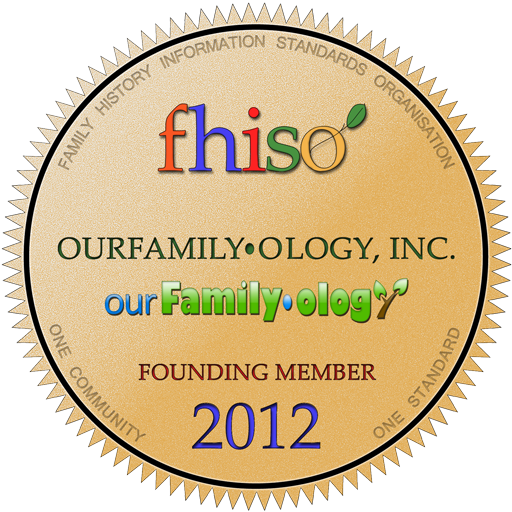 FAMILY HISTORY INFORMATION STANDARDS ORGANISATION
fhiso
OURFAMILY•OLOGY, INC.
ourFamily•ology
FOUNDING MEMBER
2012
ONE COMMUNITY
ONE STANDARD